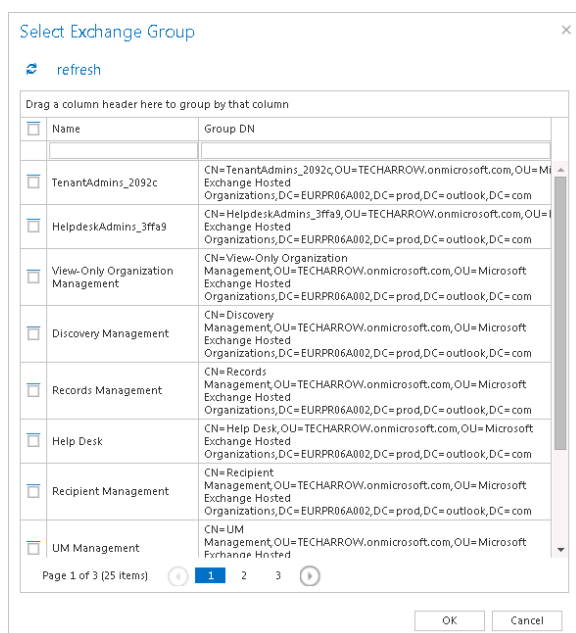 Select Exchange Group
refresh
Drag a column header here to group by that column
Name Group DN
TenantAdmins_2092c
CN=TenantAdmins_2092c,OU=TECHARROW.onmicrosoft.com,OU=Mi
Exchange Hosted
Organizations,DC=EURPR06A002,DC=prod,DC=outlook,DC=com
HelpdeskAdmins_3ffa9
CN=HelpdeskAdmins_3ffa9,OU=TECHARROW.onmicrosoft.com,OU=
Exchange Hosted
Organizations,DC=EURPR06A002,DC=prod,DC=outlook,DC=com
View-Only Organization
Management
CN=View-Only Organization
Management,OU=TECHARROW.onmicrosoft.com,OU=Microsoft
Exchange Hosted
Organizations,DC=EURPR06A002,DC=prod,DC=outlook,DC=com
Discovery Management
CN=Discovery
Management,OU=TECHARROW.onmicrosoft.com,OU=Microsoft
Exchange Hosted
Organizations,DC=EURPR06A002,DC=prod,DC=outlook,DC=com
Records Management
CN=Records
Management,OU=TECHARROW.onmicrosoft.com,OU=Microsoft
Exchange Hosted
Organizations,DC=EURPR06A002,DC=prod,DC=outlook,DC=com
Help Desk
CN=Help Desk,OU=TECHARROW.onmicrosoft.com,OU=Microsoft
Exchange Hosted
Organizations,DC=EURPR06A002,DC=prod,DC=outlook,DC=com
Recipient Management
CN=Recipient
Management,OU=TECHARROW.onmicrosoft.com,OU=Microsoft
Exchange Hosted
Organizations,DC=EURPR06A002,DC=prod,DC=outlook,DC=com
UM Management
CN=UM
Management,OU=TECHARROW.onmicrosoft.com,OU=Microsoft
Exchange Hosted
Page 1 of 3 (25 items) 1 2 3
OK Cancel